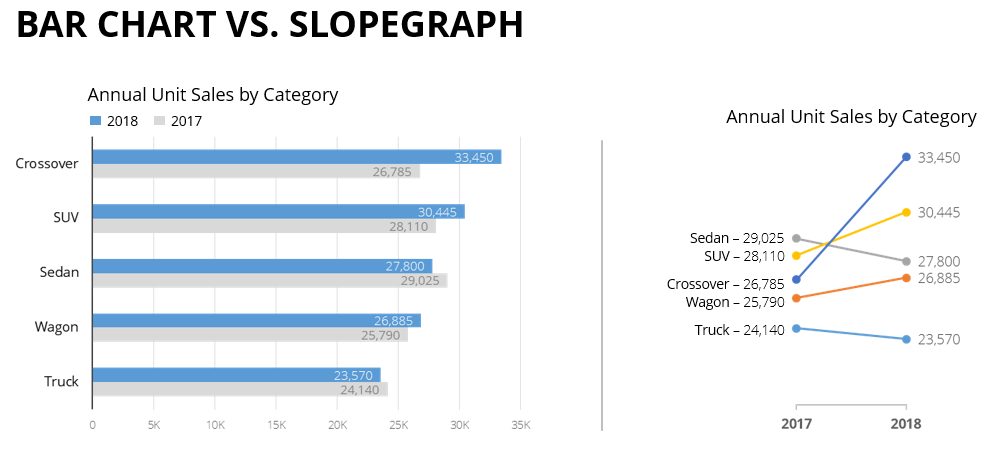 BAR CHART VS. SLOPEGRAPH
Annual Unit Sales by Category
2018 2017
Crossover 33,450
26,785
SUV 30,445
28,110
Sedan 27,800
29,025
Wagon 26,885
25,790
Truck 23,570
24,140
0 5K 10K 15K 20K 25K 30K 35K
Annual Unit Sales by Category
33,450
30,445
Sedan – 29,025
SUV – 28,110
27,800
Crossover – 26,785
26,885
Wagon – 25,790
Truck – 24,140
23,570
2017 2018